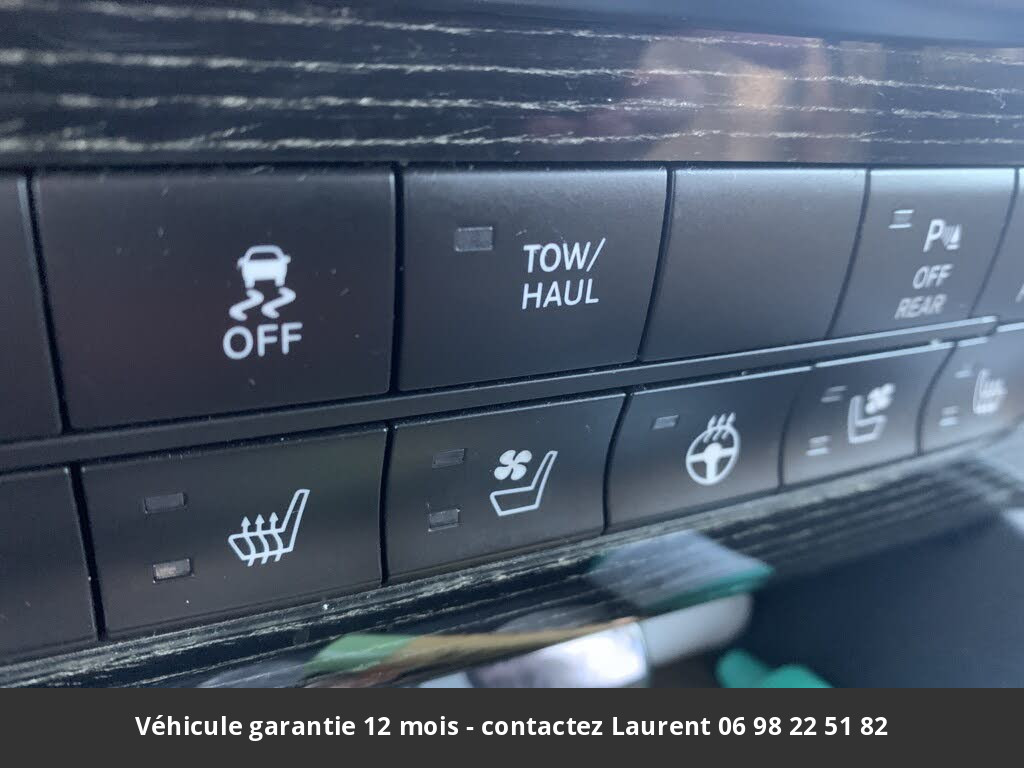 OFF
TOW/
HAUL
P
OFF
REAR
Véhicule garantie 12 mois - contactez Laurent 06 98 22 51 82